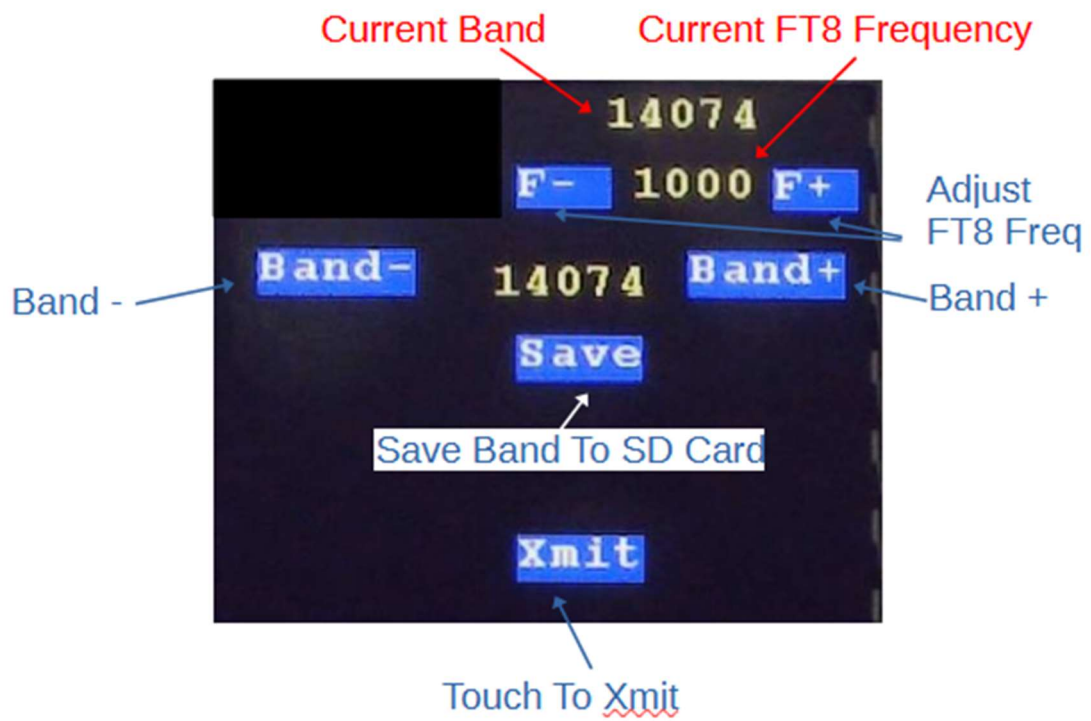 Current Band
Current FT8 Frequency
14074
F-
1000
F+
Adjust
FT8 Freq
Band-
14074
Band+
Band -
Band +
Save
Save Band To SD Card
Xmit
Touch To Xmit